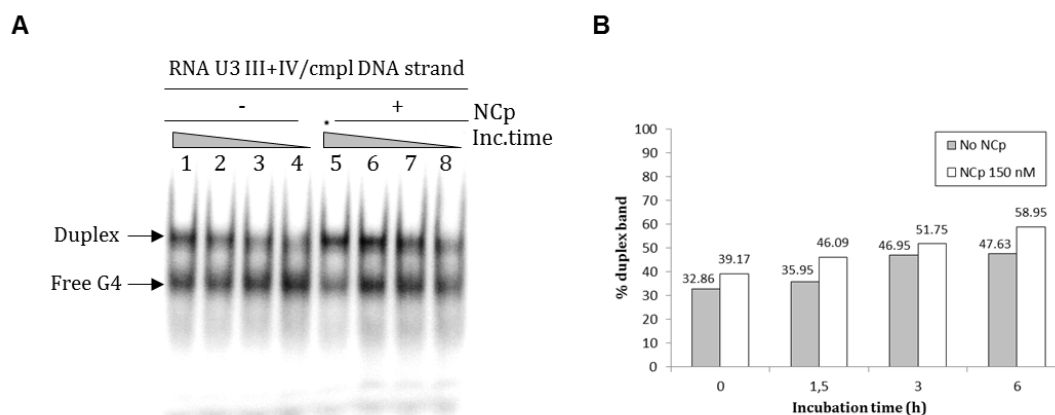 A
RNA U3 III+IV/cmpl DNA strand
- + NCp
* Inc.time
1 2 3 4 5 6 7 8
Duplex
Free G4
B
100
90
80
70
60
50
40
30
20
10
0
% duplex band
No NCp
NCp 150 nM
32.86
39.17
35.95
46.09
46.95
51.75
47.63
58.95
0 1,5 3 6
Incubation time (h)